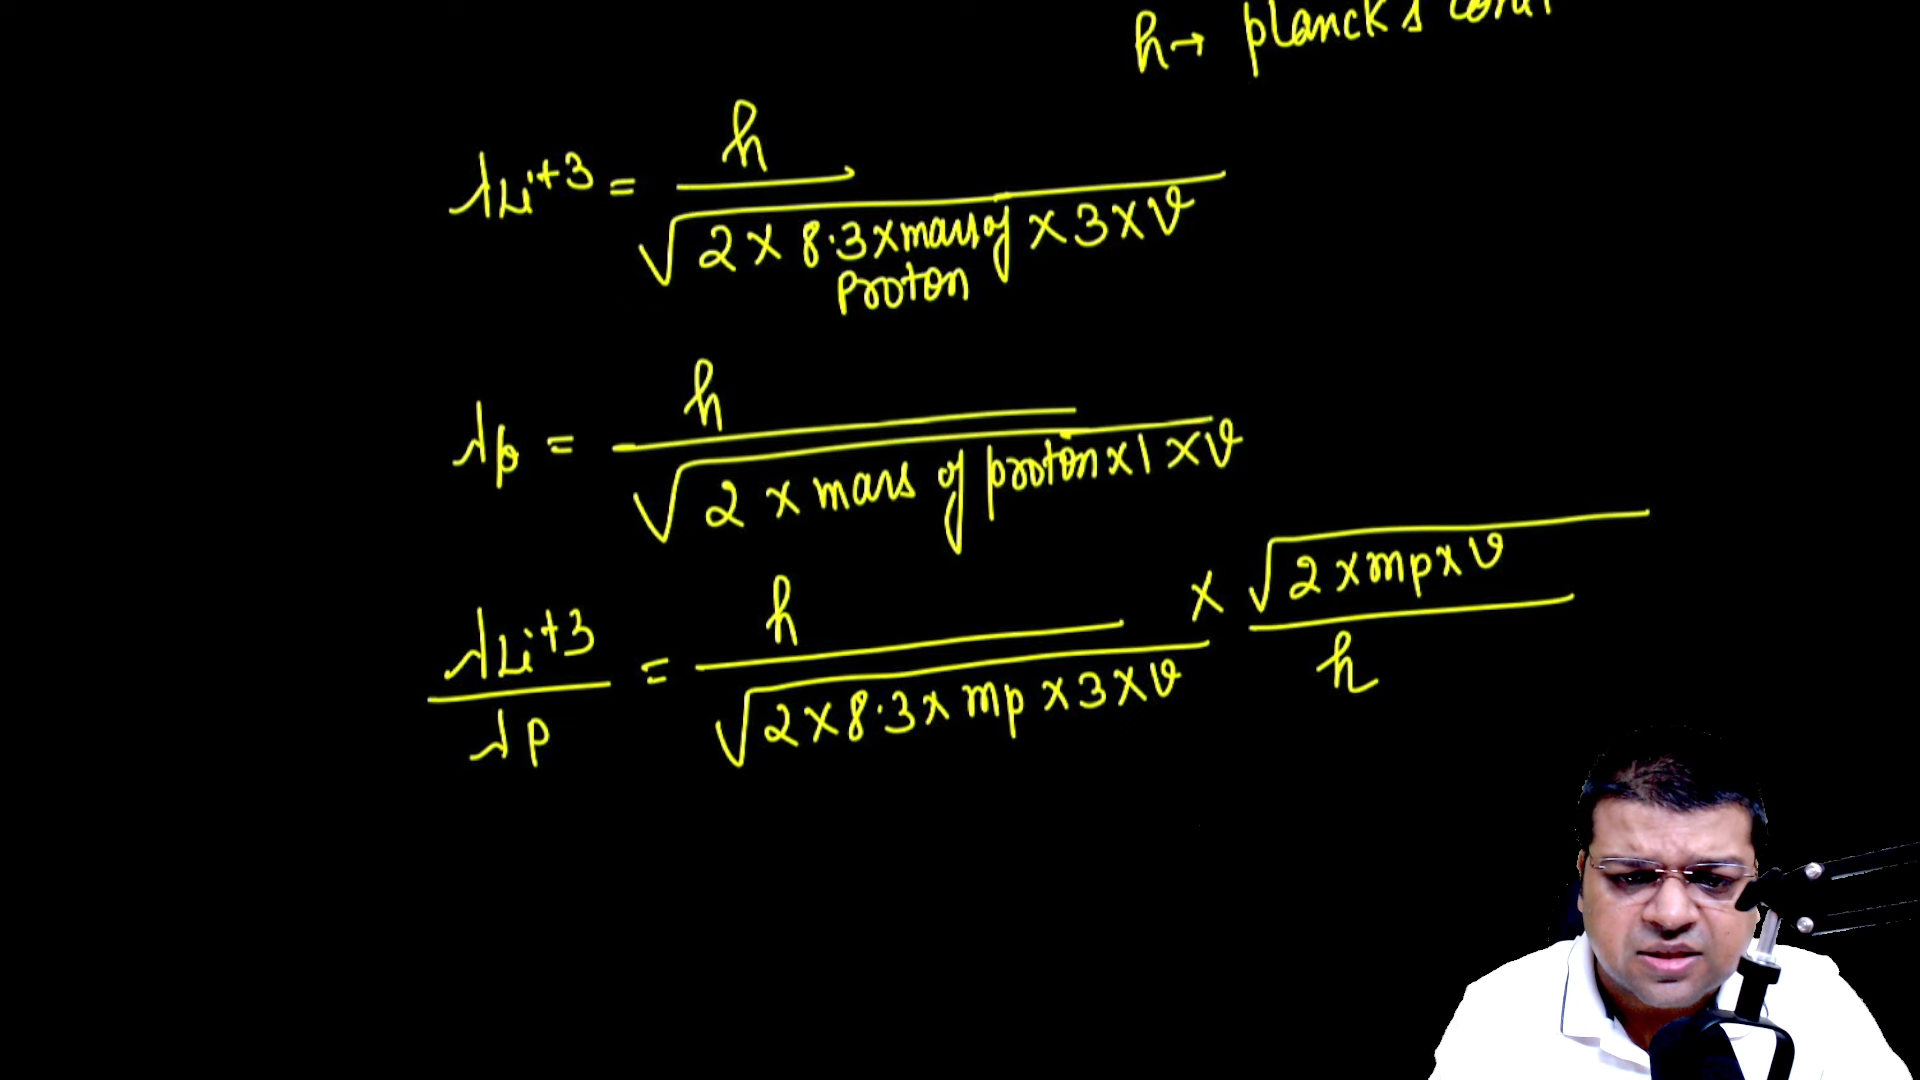 h→ planck's const
λLi+3 = h / √2 × 8.3 × mass of proton × 3 × V
λp = h / √2 × mass of proton × 1 × V
λLi+3 / λp = h / √2 × 8.3 × mp × 3 × V × √2 × mp × V / h